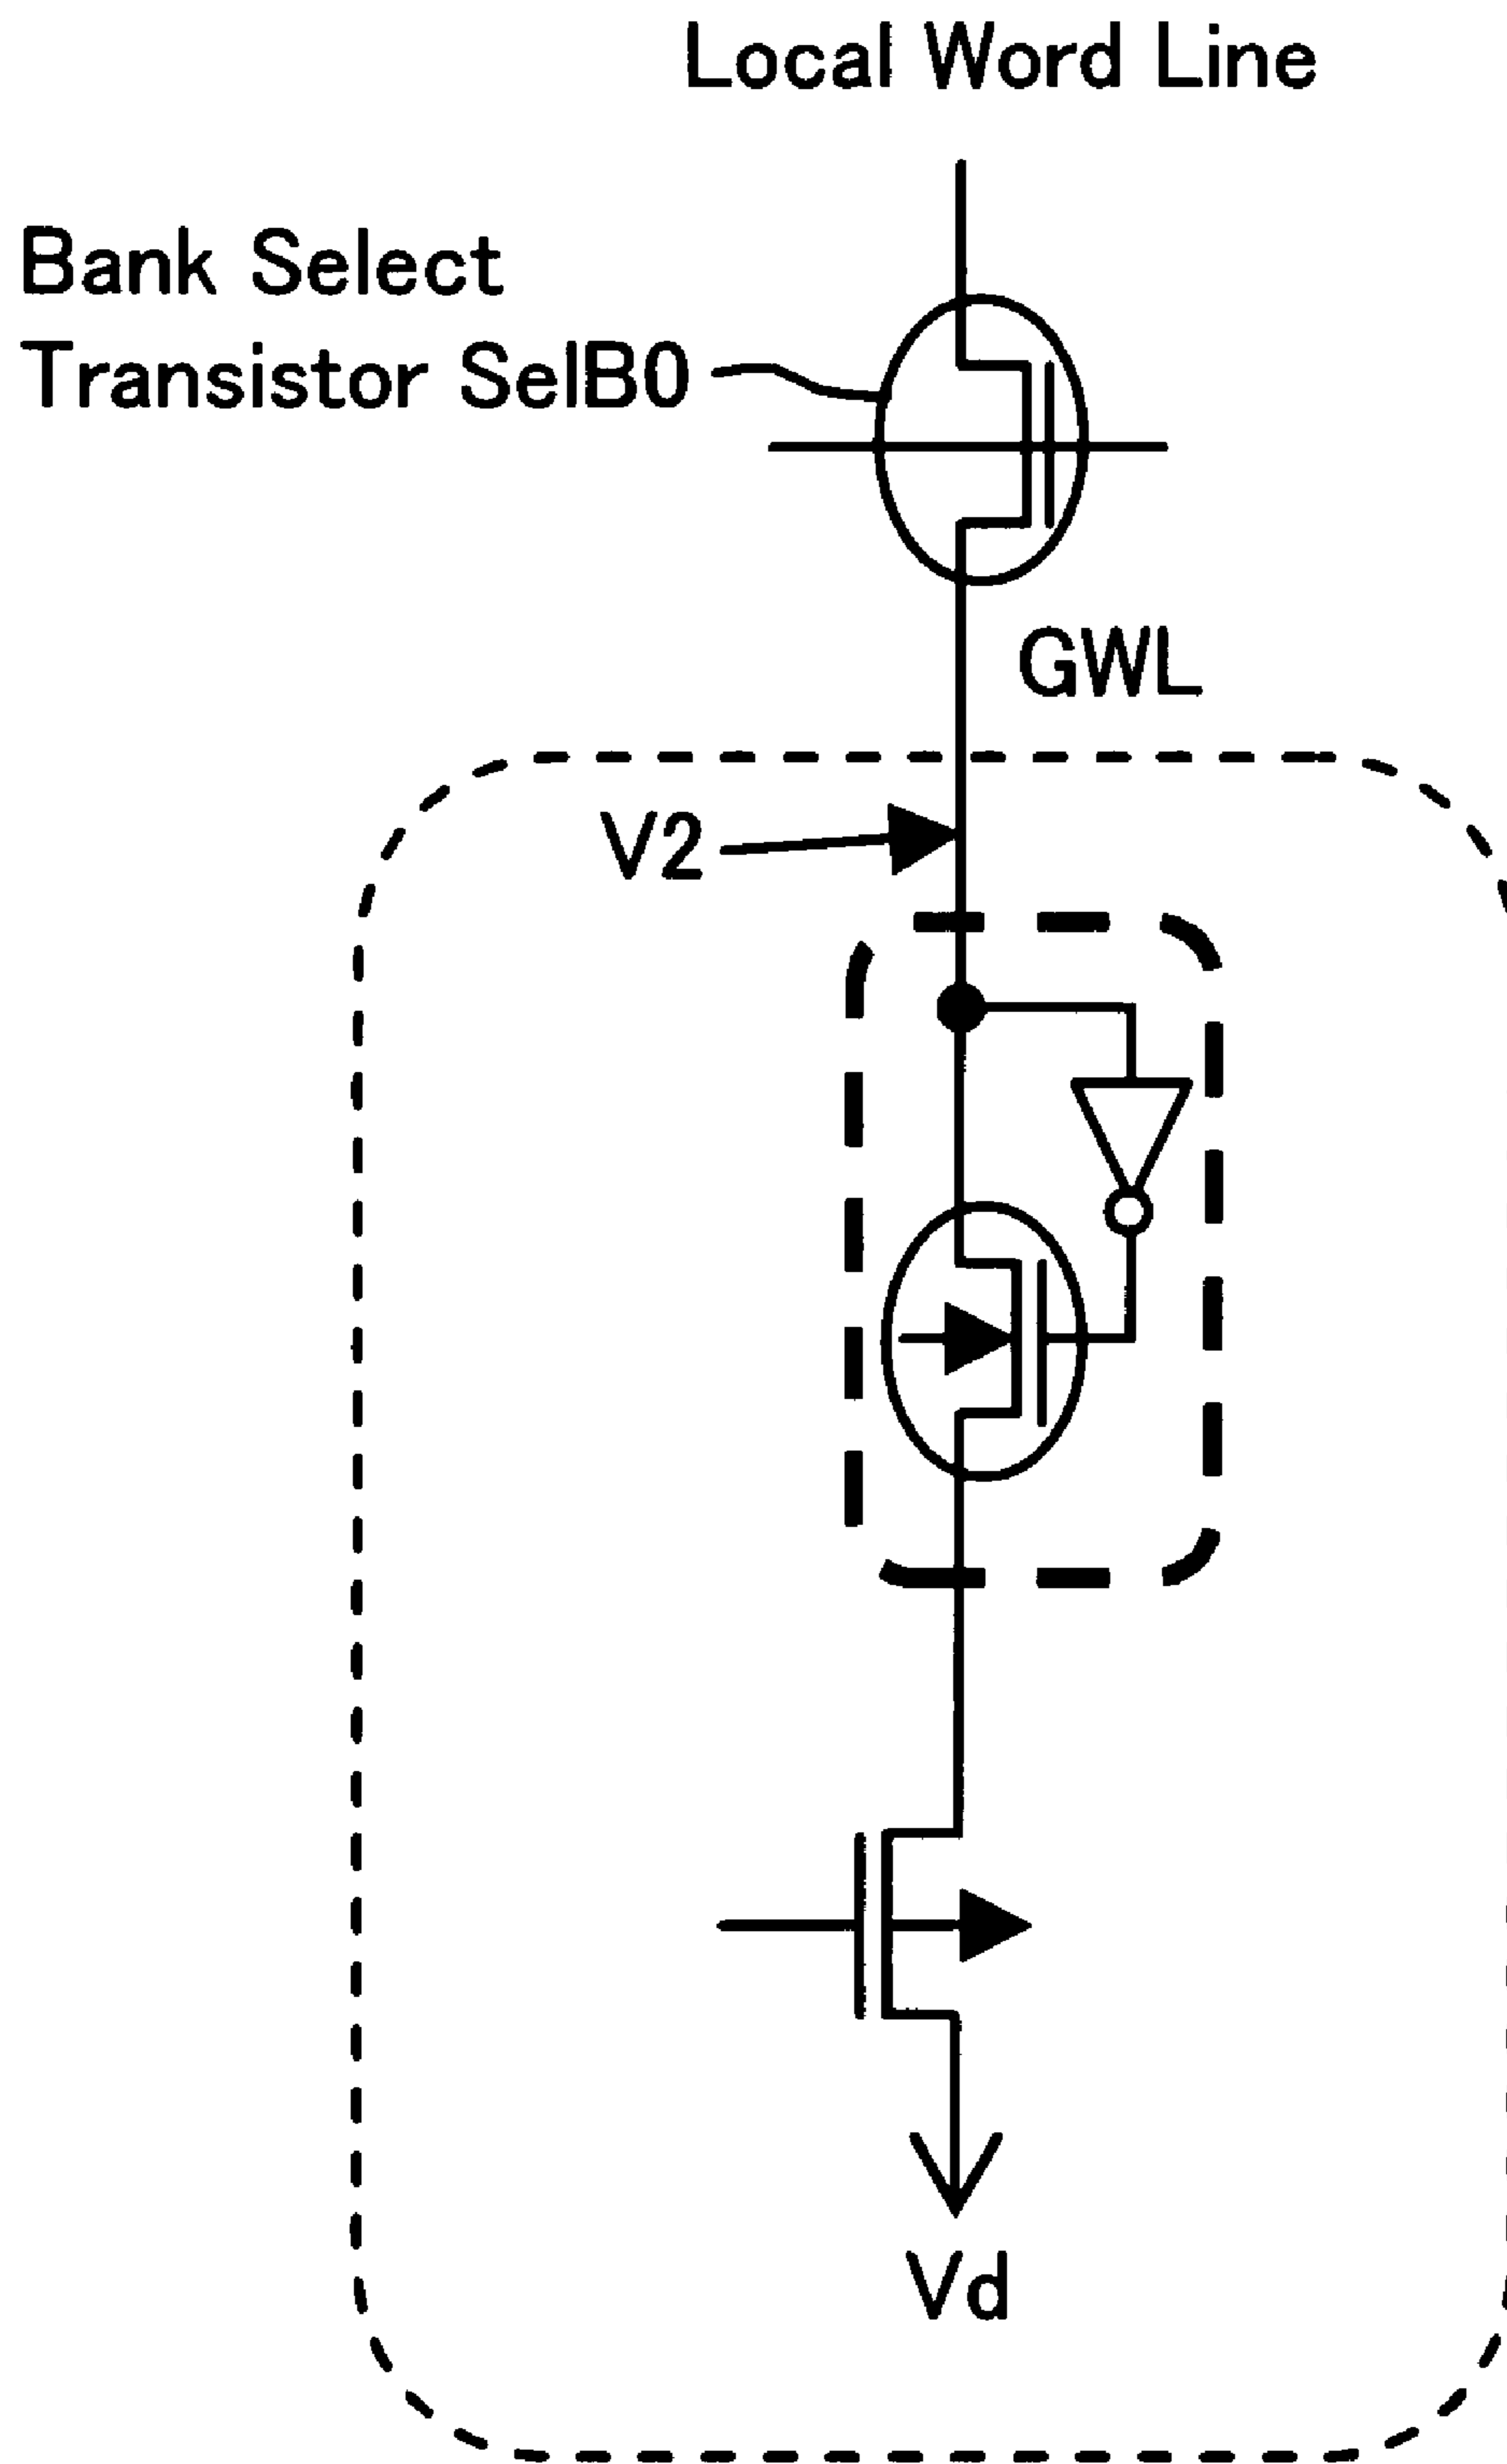 Local Word Line
Bank Select
Transistor SelB0
GWL
V2
Vd